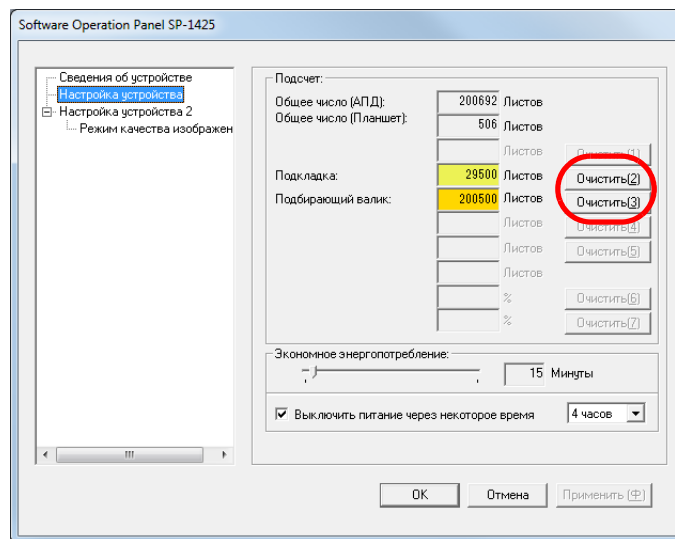 Software Operation Panel SP-1425
Сведения об устройстве
Настройка устройства
Настройка устройства 2
Режим качества изображен
Подсчет:
Общее число (АПД): 200692 Листов
Общее число (Планшет): 506 Листов
Листов Очистить(1)
Подкладка: 29500 Листов Очистить(2)
Подбирающий валик: 200500 Листов Очистить(3)
Листов Очистить(4)
Листов Очистить(5)
Листов
% Очистить(6)
% Очистить(7)
Экономное энергопотребление:
15 Минуты
Выключить питание через некоторое время 4 часов
OK Отмена Применить (中)